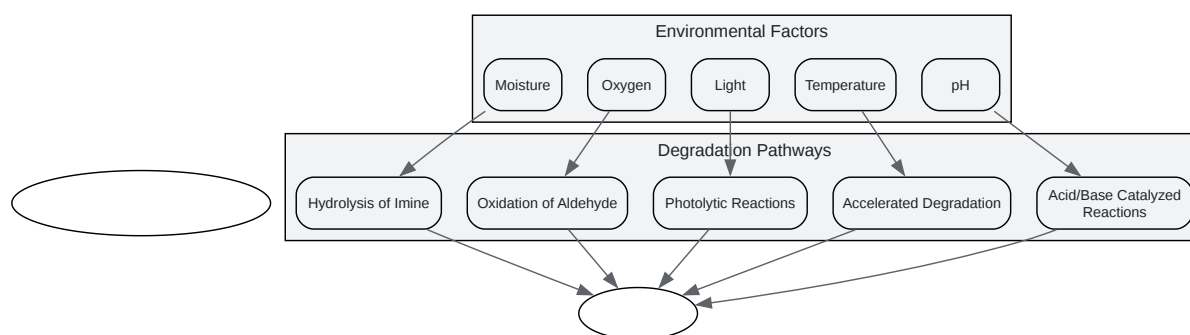 Environmental Factors
Moisture
Oxygen
Light
Temperature
pH
Degradation Pathways
Hydrolysis of Imine
Oxidation of Aldehyde
Photolytic Reactions
Accelerated Degradation
Acid/Base Catalyzed
Reactions